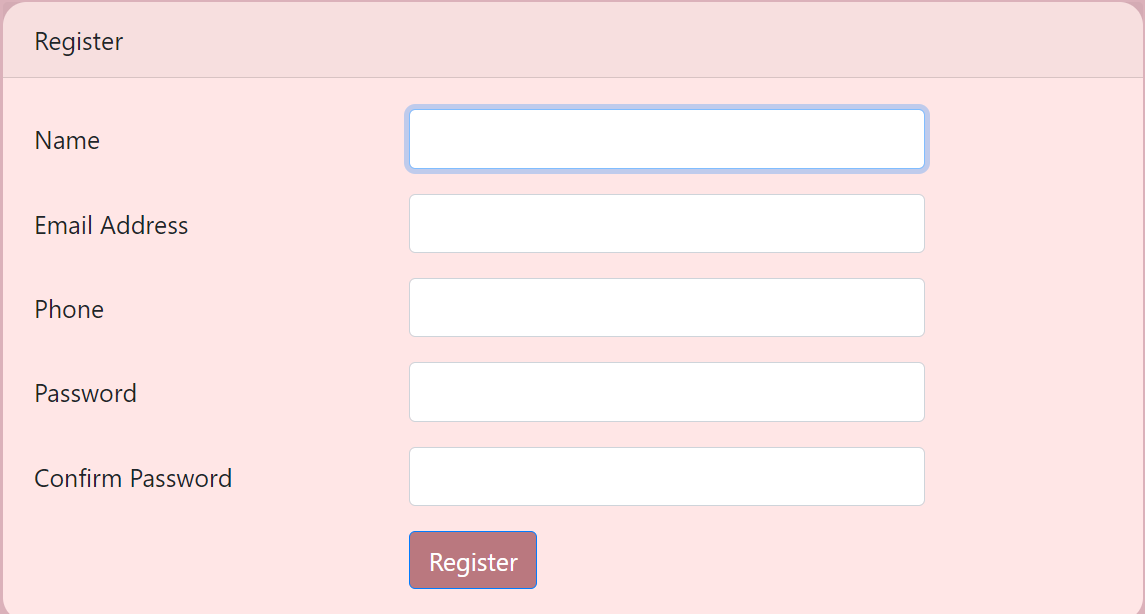 Register
Name
Email Address
Phone
Password
Confirm Password
Register